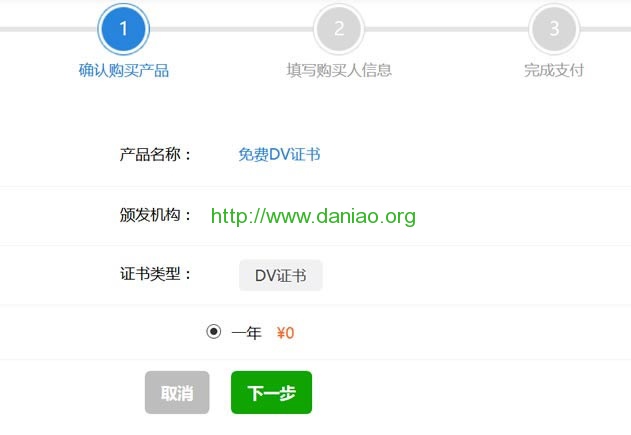 1 2 3
确认购买产品 填写购买人信息 完成支付
产品名称： 免费DV证书
颁发机构： http://www.daniao.org
证书类型： DV证书
一年 ¥0
取消 下一步